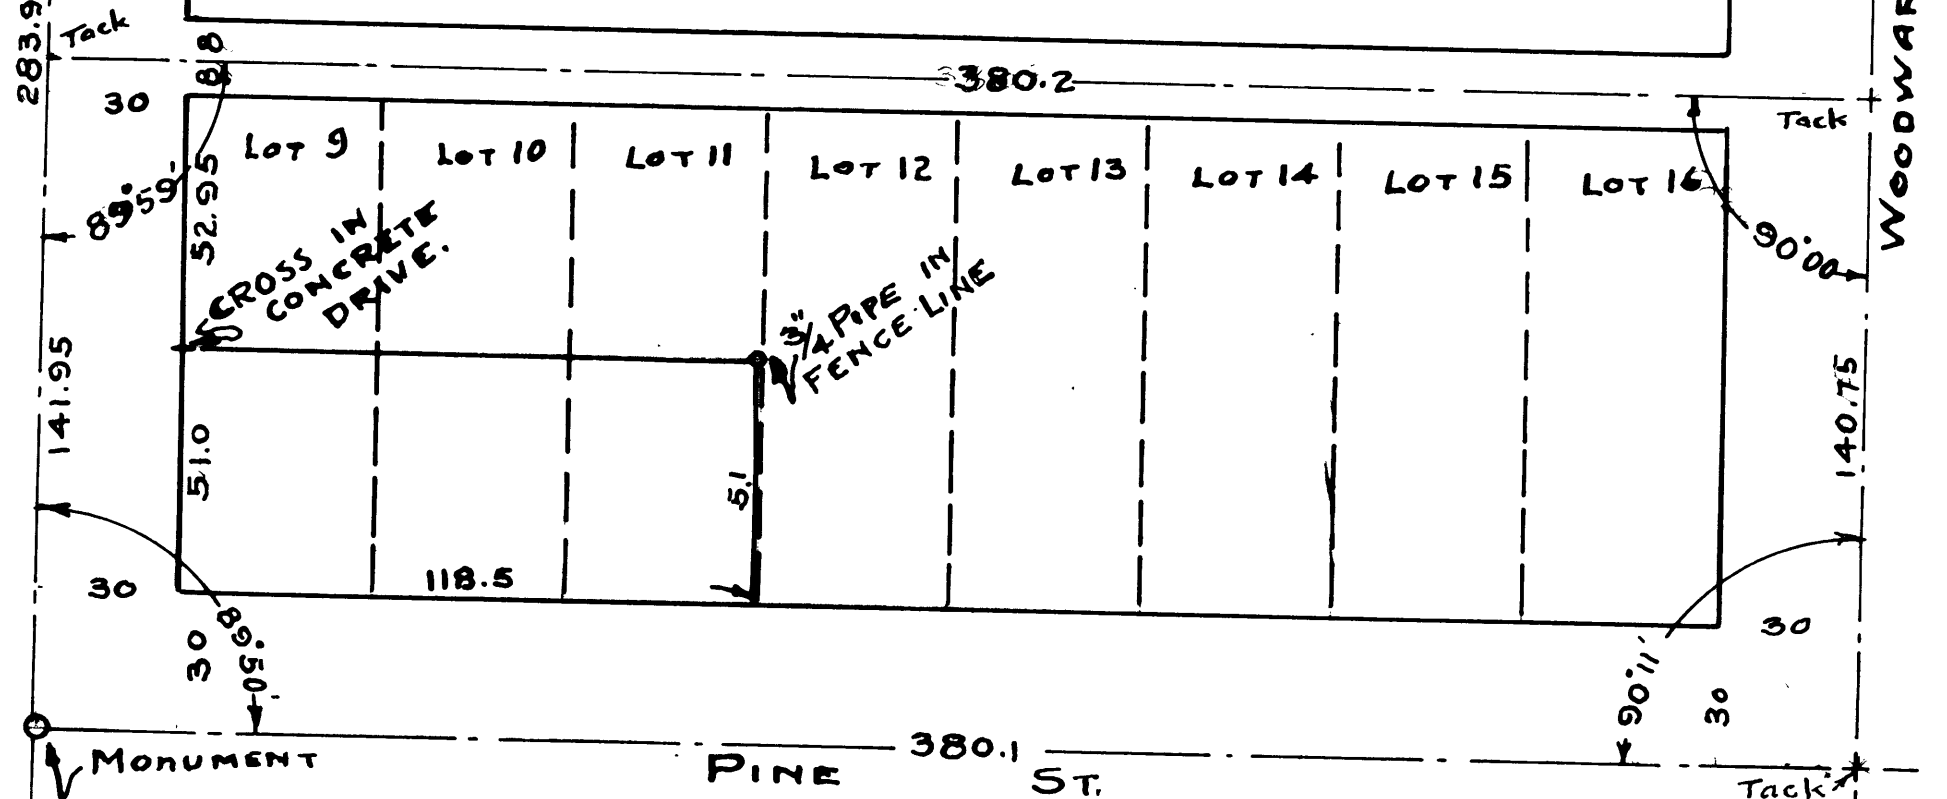 283.9
Tack
8
8
380.2
WOODWAR
Tack
30
LOT 9
LOT 10
LOT 11
LOT 12
LOT 13
LOT 14
LOT 15
LOT 16
89°59'
52.95
90°00
CROSS IN
CONCRETE
DRIVE.
3/4" PIPE IN
FENCE LINE
141.95
140.75
51.0
51
118.5
30
30
30
89°50'
90°11'
30
MONUMENT
380.1
PINE ST.
Tack